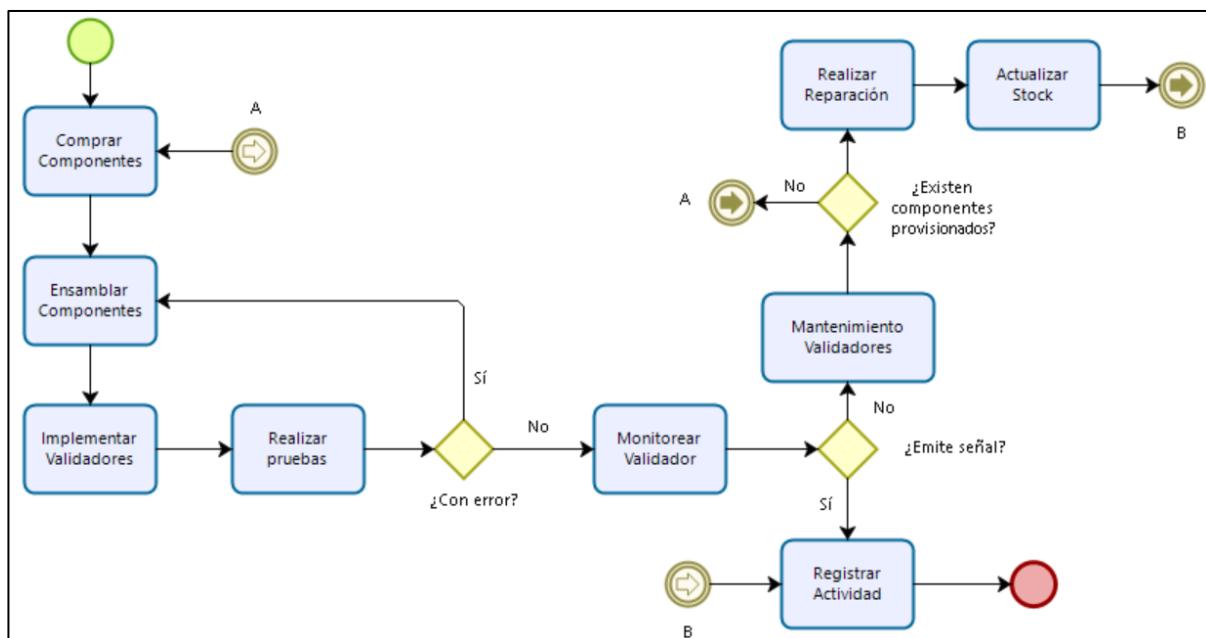 Comprar
Componentes
A
Ensamblar
Componentes
Implementar
Validadores
Realizar
pruebas
Sí
¿Con error?
No
Monitorear
Validador
¿Emite señal?
No
Mantenimiento
Validadores
¿Existen
componentes
provisionados?
No
A
Realizar
Reparación
Actualizar
Stock
B
Sí
Registrar
Actividad
B